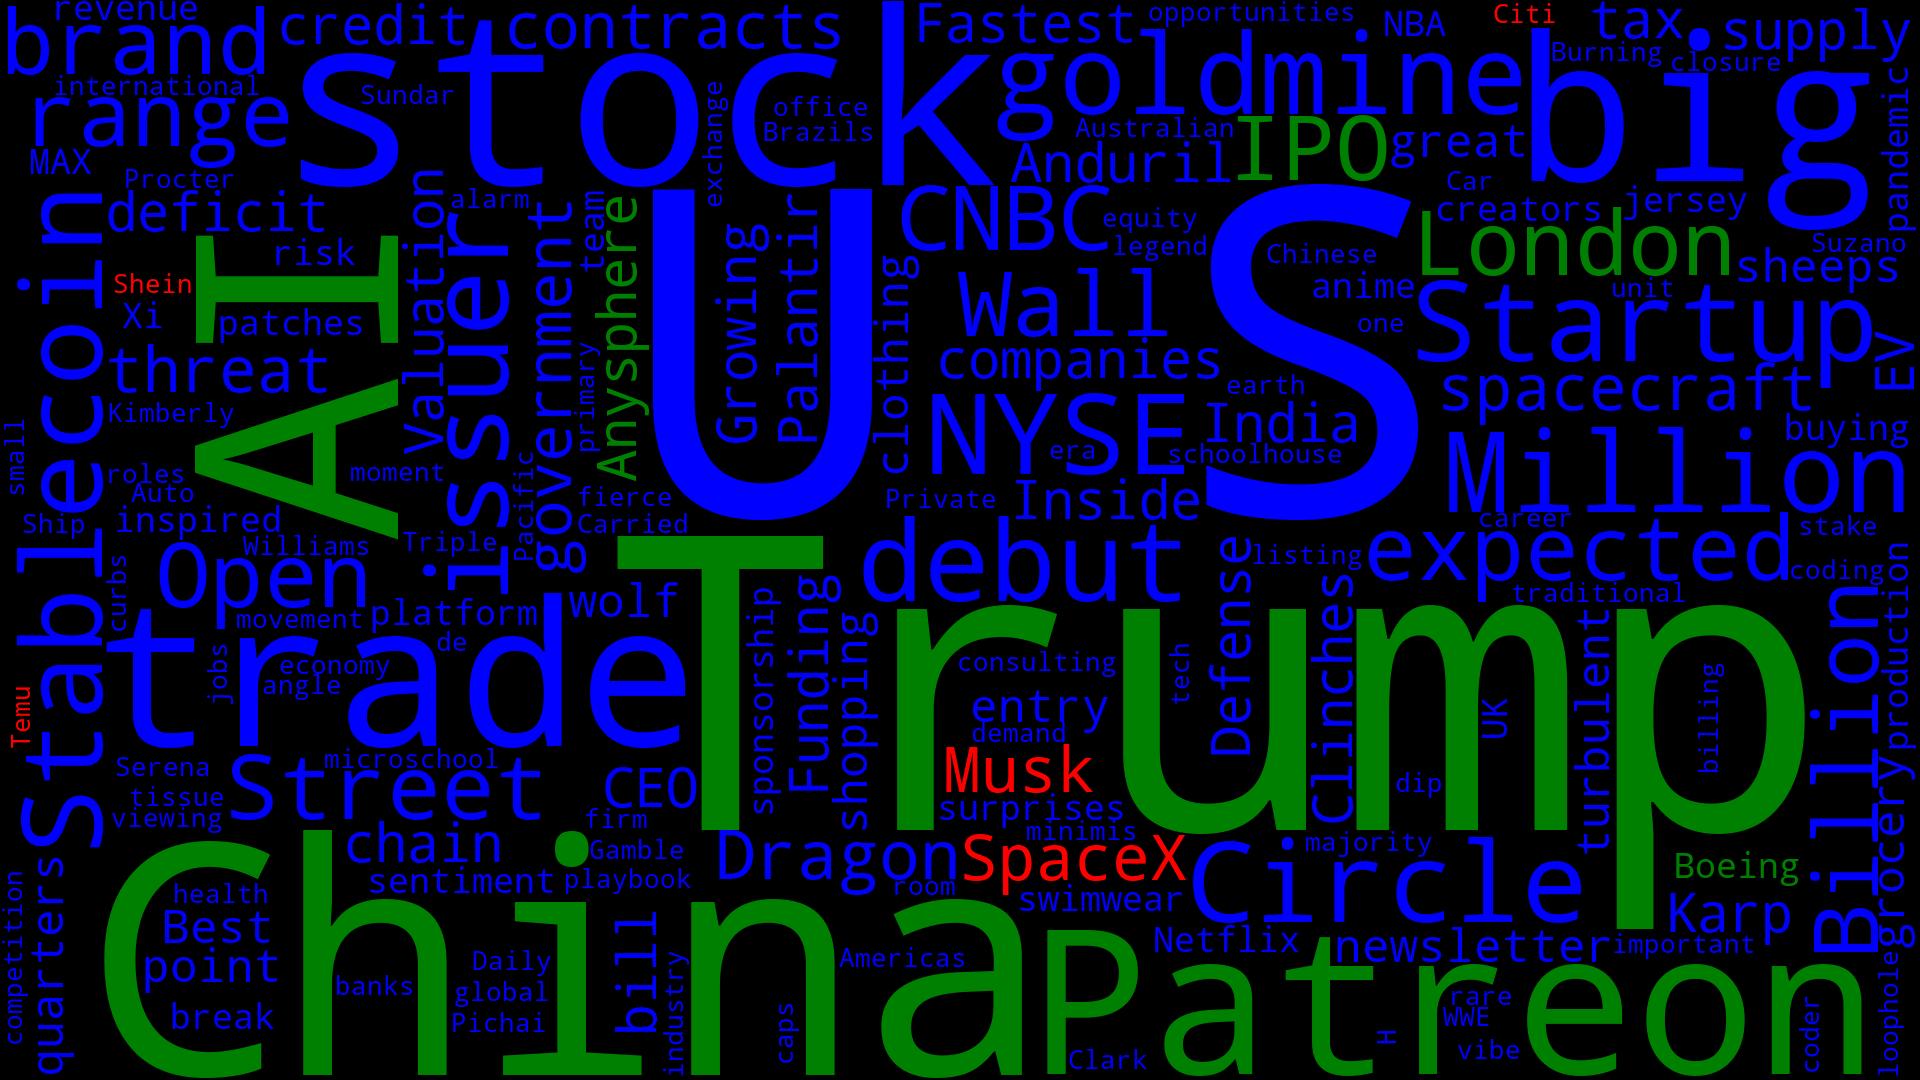 revenue
brand
credit
contracts
Fastest
opportunities
NBA
Citi
tax
supply
international
range
stock
Sundar
exchange
office
Brazils
goldmine
Burning
closure
big
pandemic
MAX
Procter
Australian
IPO
great
Anduril
deficit
alarm
team
CNBC
equity
legend
Car
creators
jersey
Suzano
London
sheeps
risk
Shein
Xi
patches
AI
Valuation
issuer
government
Anysphere
U
Growing
Palantir
clothing
Wall
S
Chinese
anime
one
unit
Startup
EV
Stablecoin
threat
primary
companies
earth
spacecraft
Kimberly
small
roles
Auto
moment
NYSE
era
India
schoolhouse
Million
buying
Ship
inspired
Pacific
fierce
Carried
Private
Inside
career
stake
Williams
Triple
Open
curbs
debut
Defense
listing
expected
coding
traditional
wolf
movement
platform
de
trade
jobs
economy
angle
Temu
Trump
sponsorship
Funding
shopping
consulting
entry
demand
tech
Clinches
UK
turbulent
billing
Billion
production
Serena
tissue
viewing
Street
microschool
CEO
Musk
surprises
dip
firm
minimis
chain
Gamble
Dragon
SpaceX
Circle
majority
Boeing
grocery
sentiment
playbook
room
swimwear
Karp
competition
quarters
health
Best
point
break
China
banks
Daily
global
Pichai
bill
industry
caps
Americas
Netflix
newsletter
important
Patreon
Clark
H
rare
WWE
vibe
coder
loophole